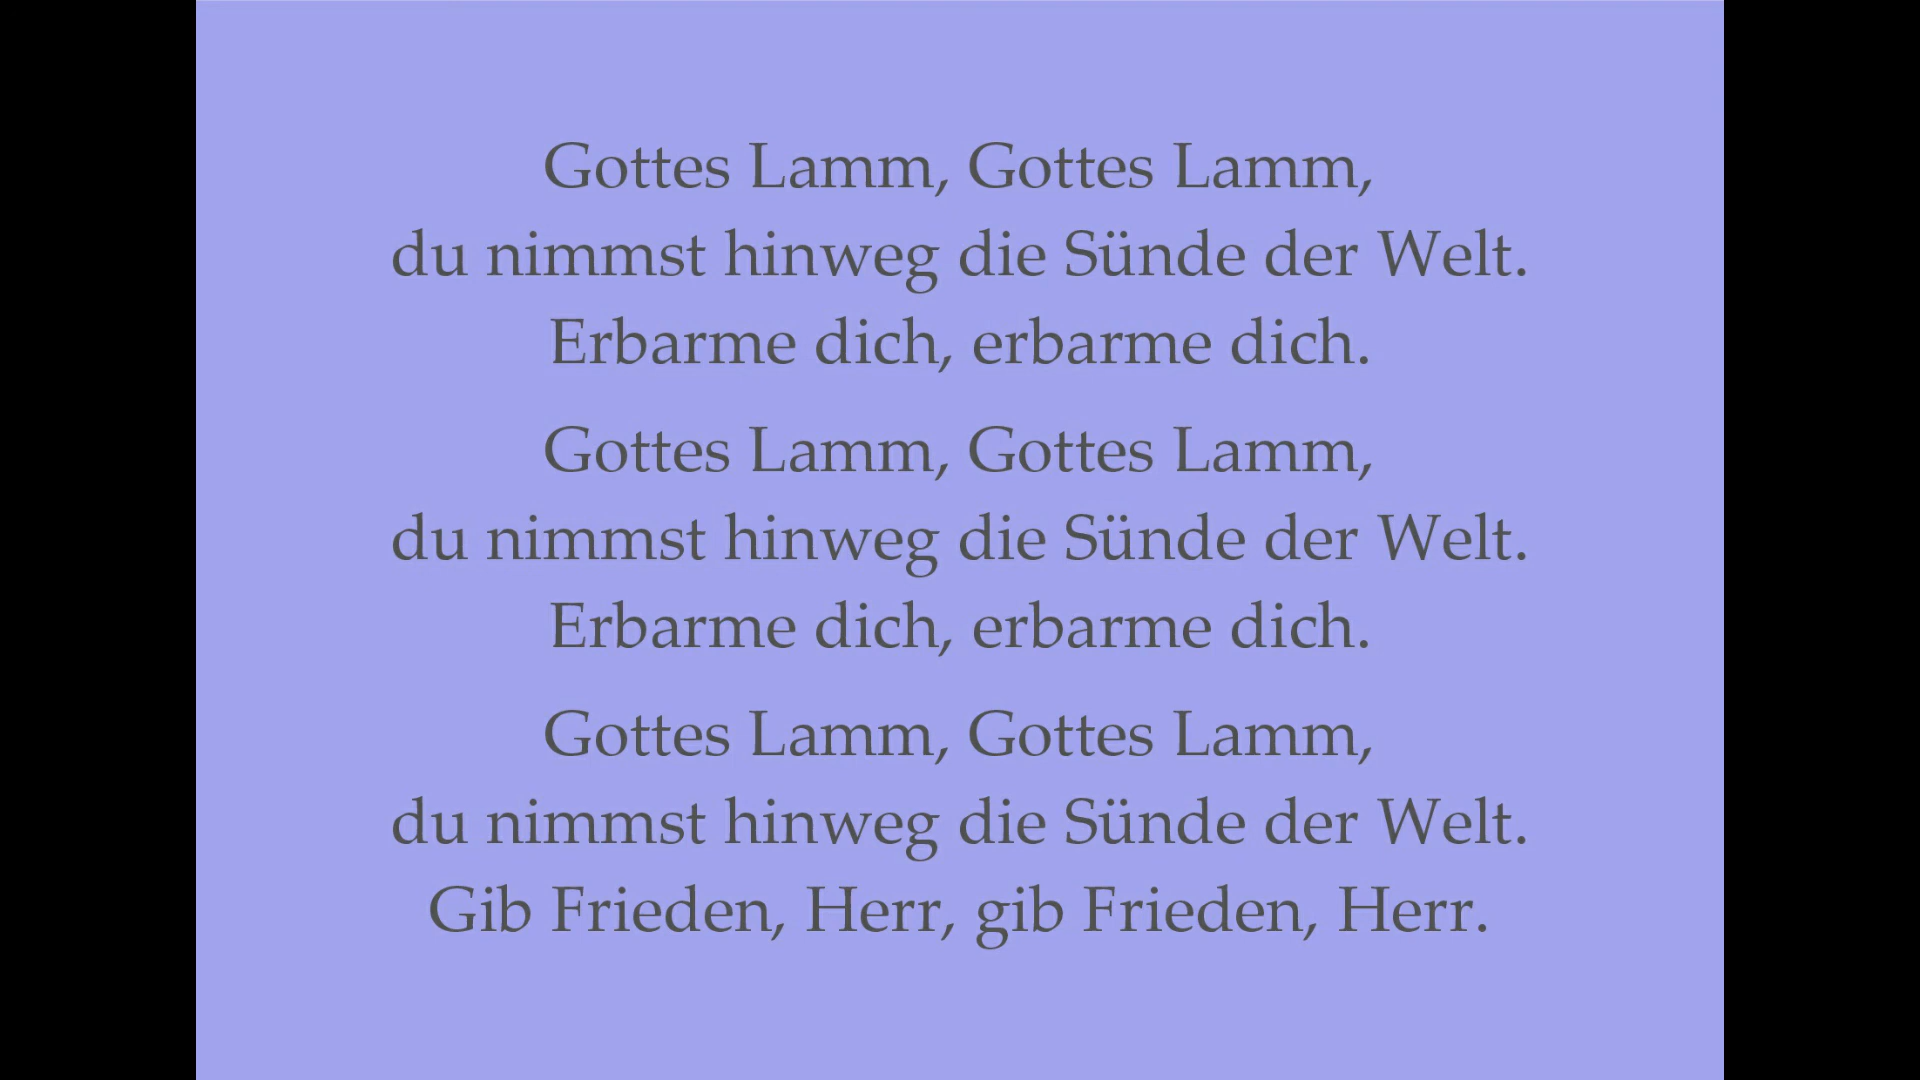 Gottes Lamm, Gottes Lamm,
du nimmst hinweg die Sünde der Welt.
Erbarme dich, erbarme dich.
Gottes Lamm, Gottes Lamm,
du nimmst hinweg die Sünde der Welt.
Erbarme dich, erbarme dich.
Gottes Lamm, Gottes Lamm,
du nimmst hinweg die Sünde der Welt.
Gib Frieden, Herr, gib Frieden, Herr.